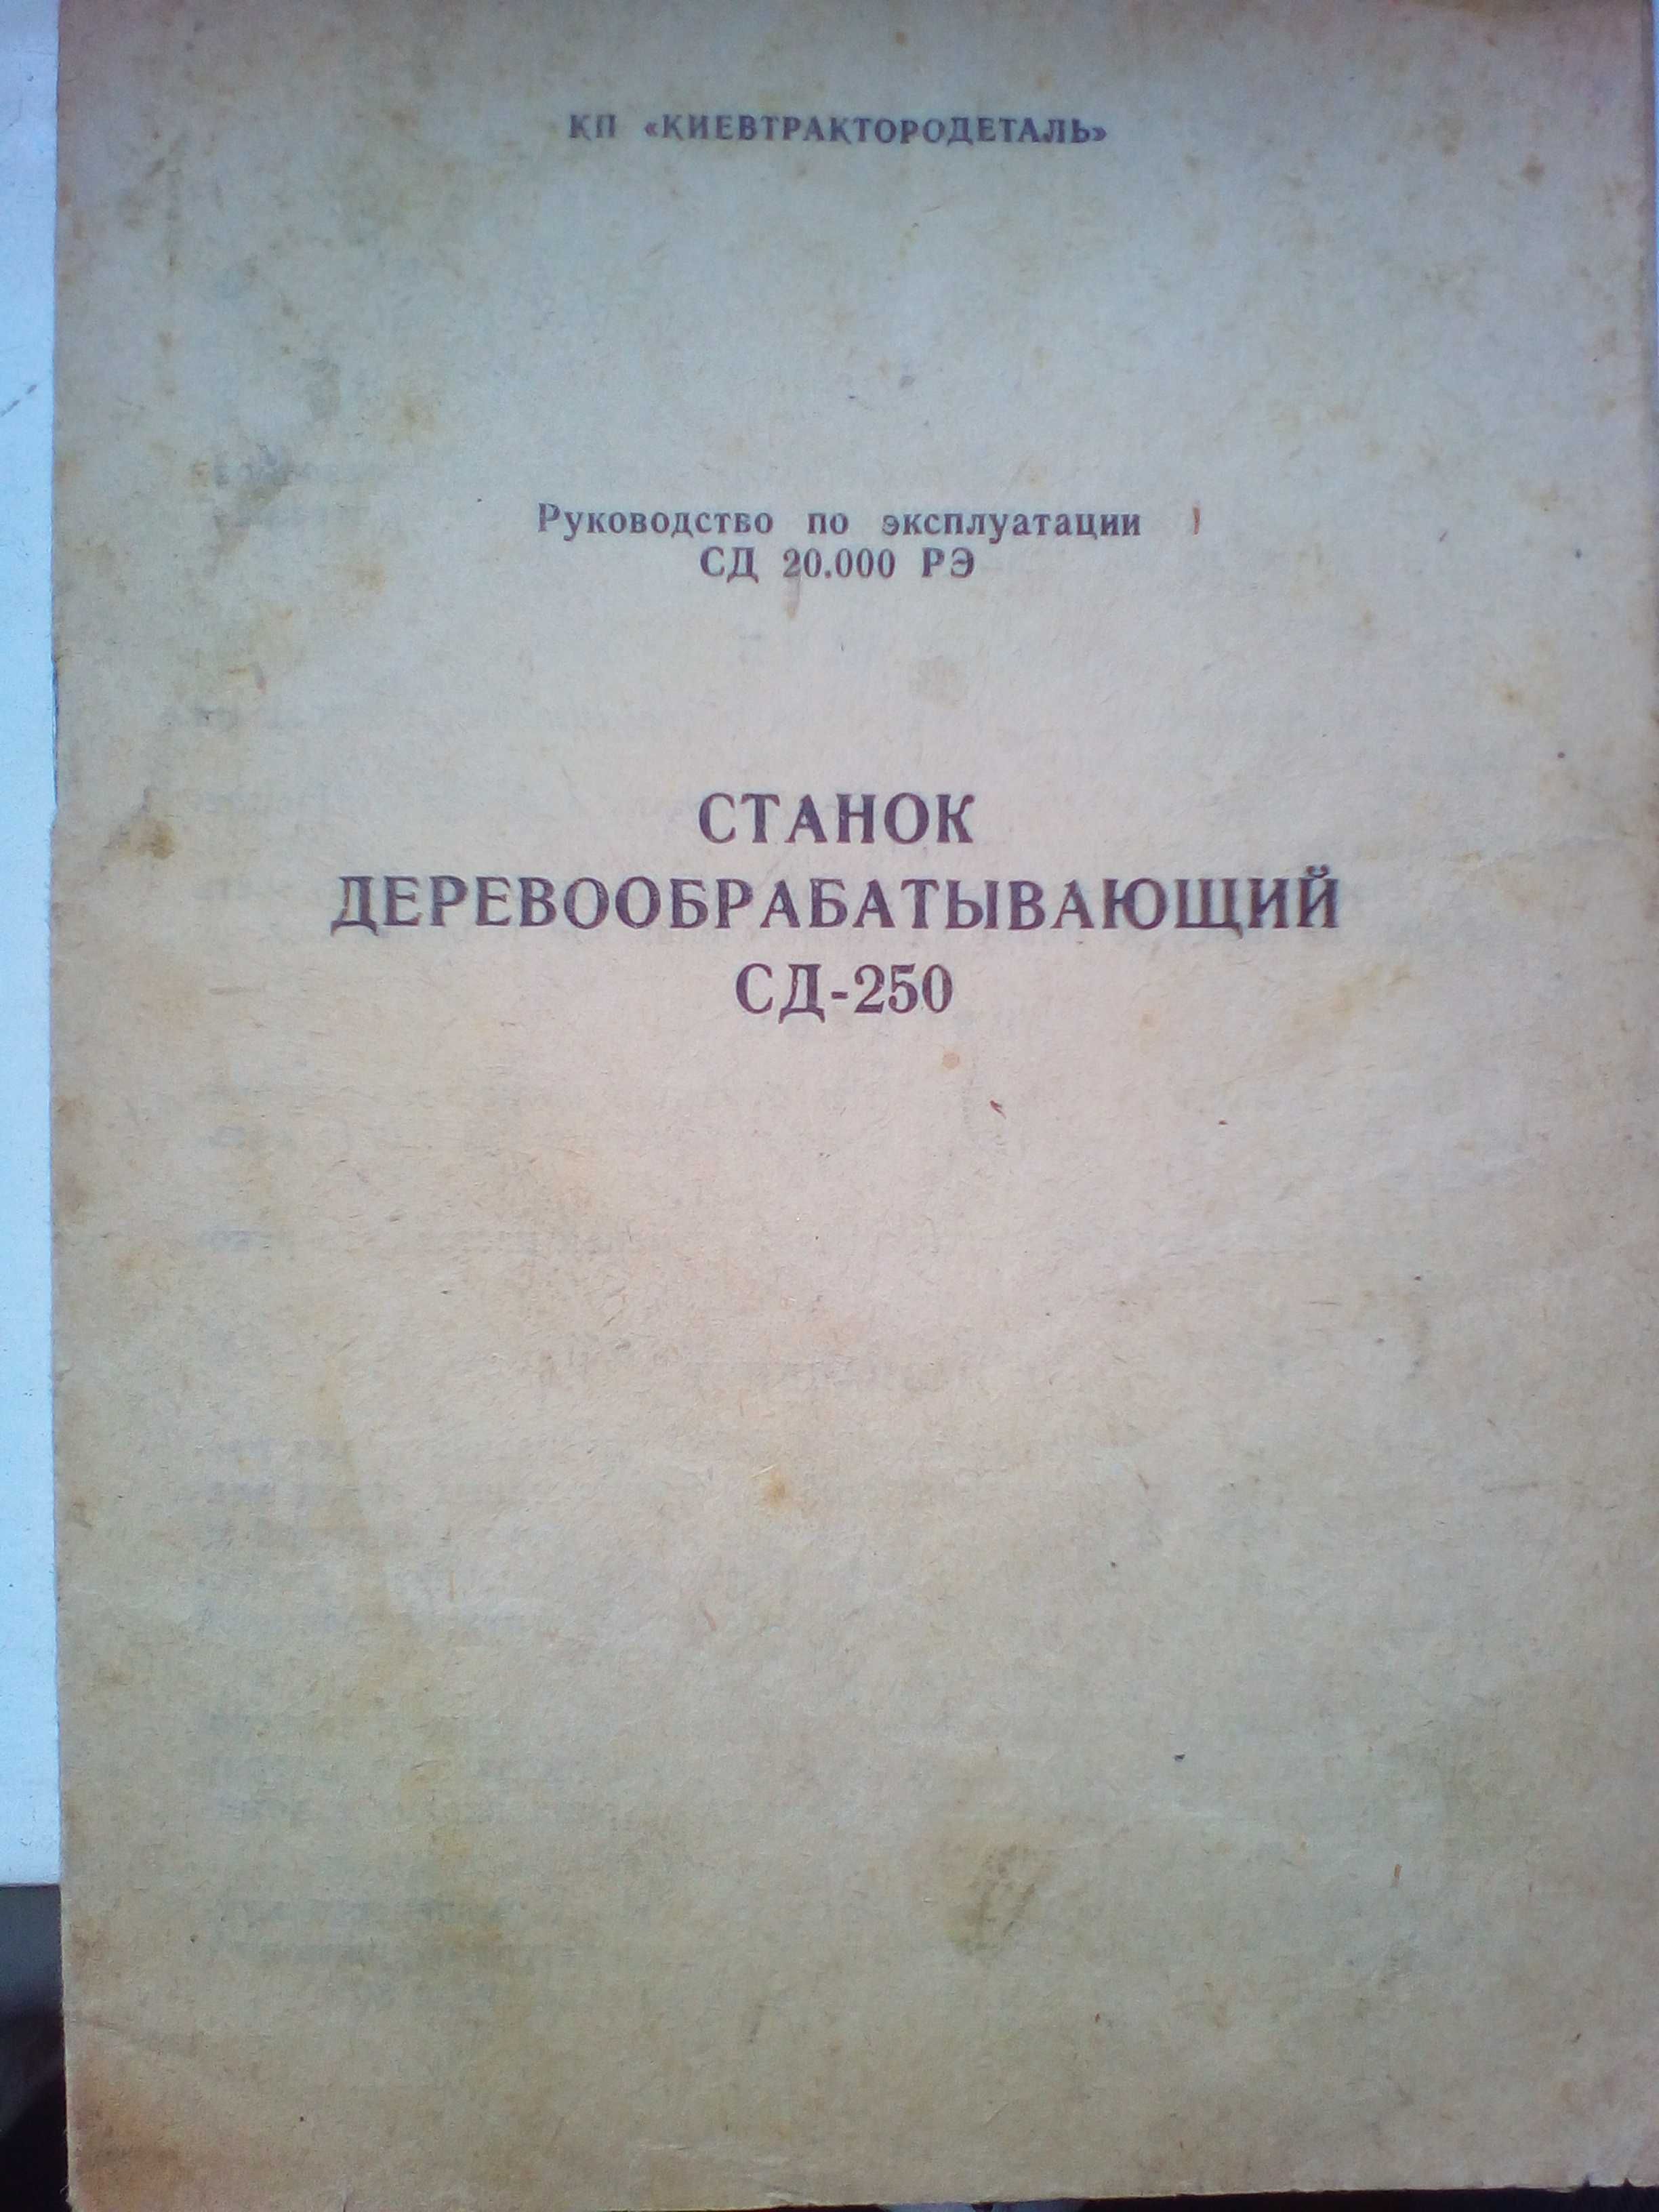 КП «КИЕВТРАКТОРОДЕТАЛЬ»
Руководство по эксплуатации
СД 20.000 РЭ
СТАНОК
ДЕРЕВООБРАБАТЫВАЮЩИЙ
СД-250